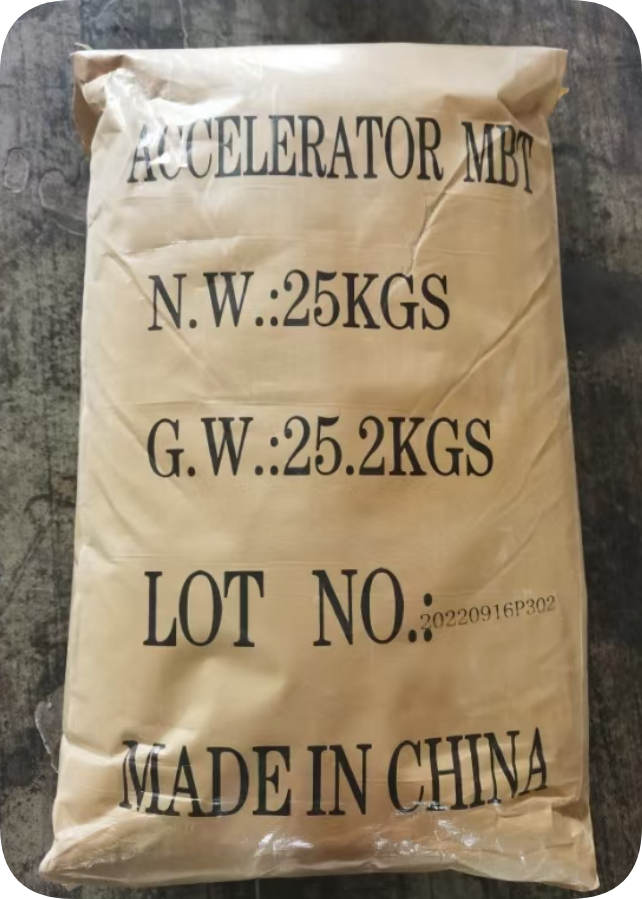 ACCELERATOR MBT
N.W.:25KGS
G.W.:25.2KGS
LOT NO.:20220916P302
MADE IN CHINA